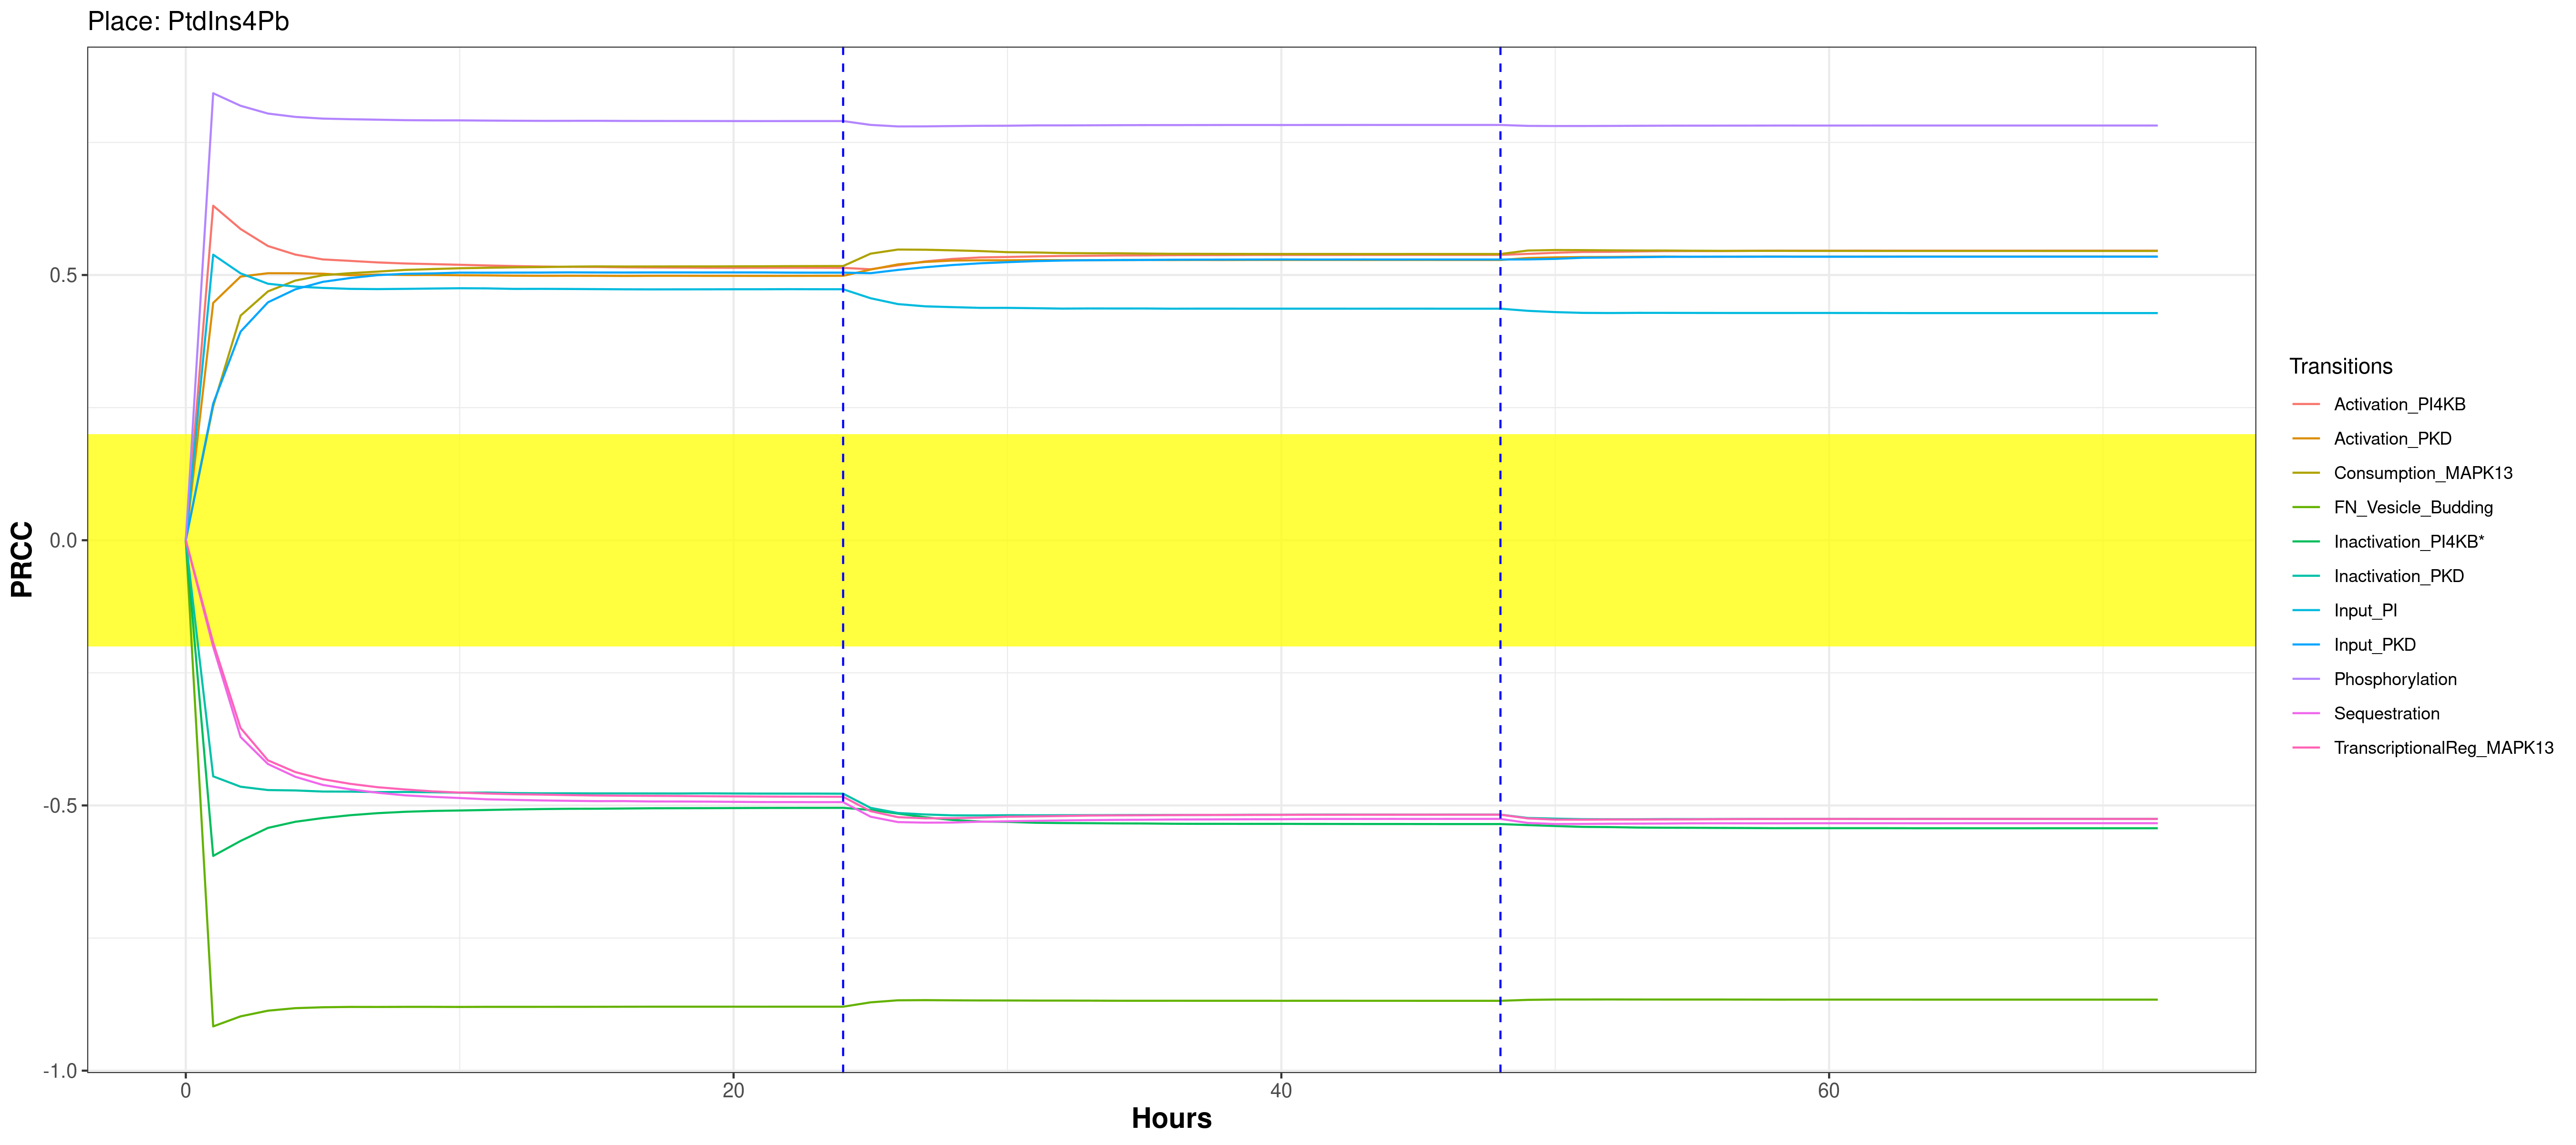 Place: PtdIns4Pb
PRCC
0.5
0.0
-0.5
-1.0
0
20
40
60
Hours
Transitions
Activation_PI4KB
Activation_PKD
Consumption_MAPK13
FN_Vesicle_Budding
Inactivation_PI4KB*
Inactivation_PKD
Input_PI
Input_PKD
Phosphorylation
Sequestration
TranscriptionalReg_MAPK13